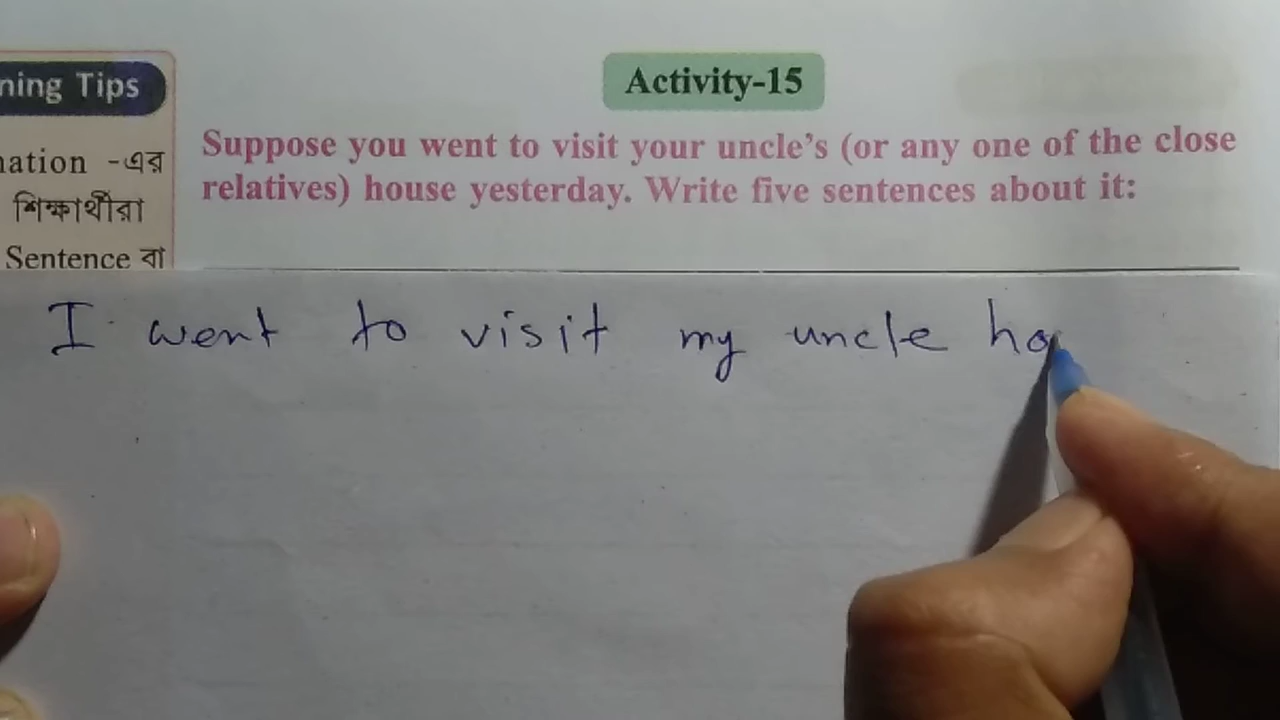 Activity-15
ning Tips
Suppose you went to visit your uncle's (or any one of the close
relatives) house yesterday. Write five sentences about it:
nation -এর
শিক্ষার্থীরা
Sentence বা
I went to visit my uncle ho